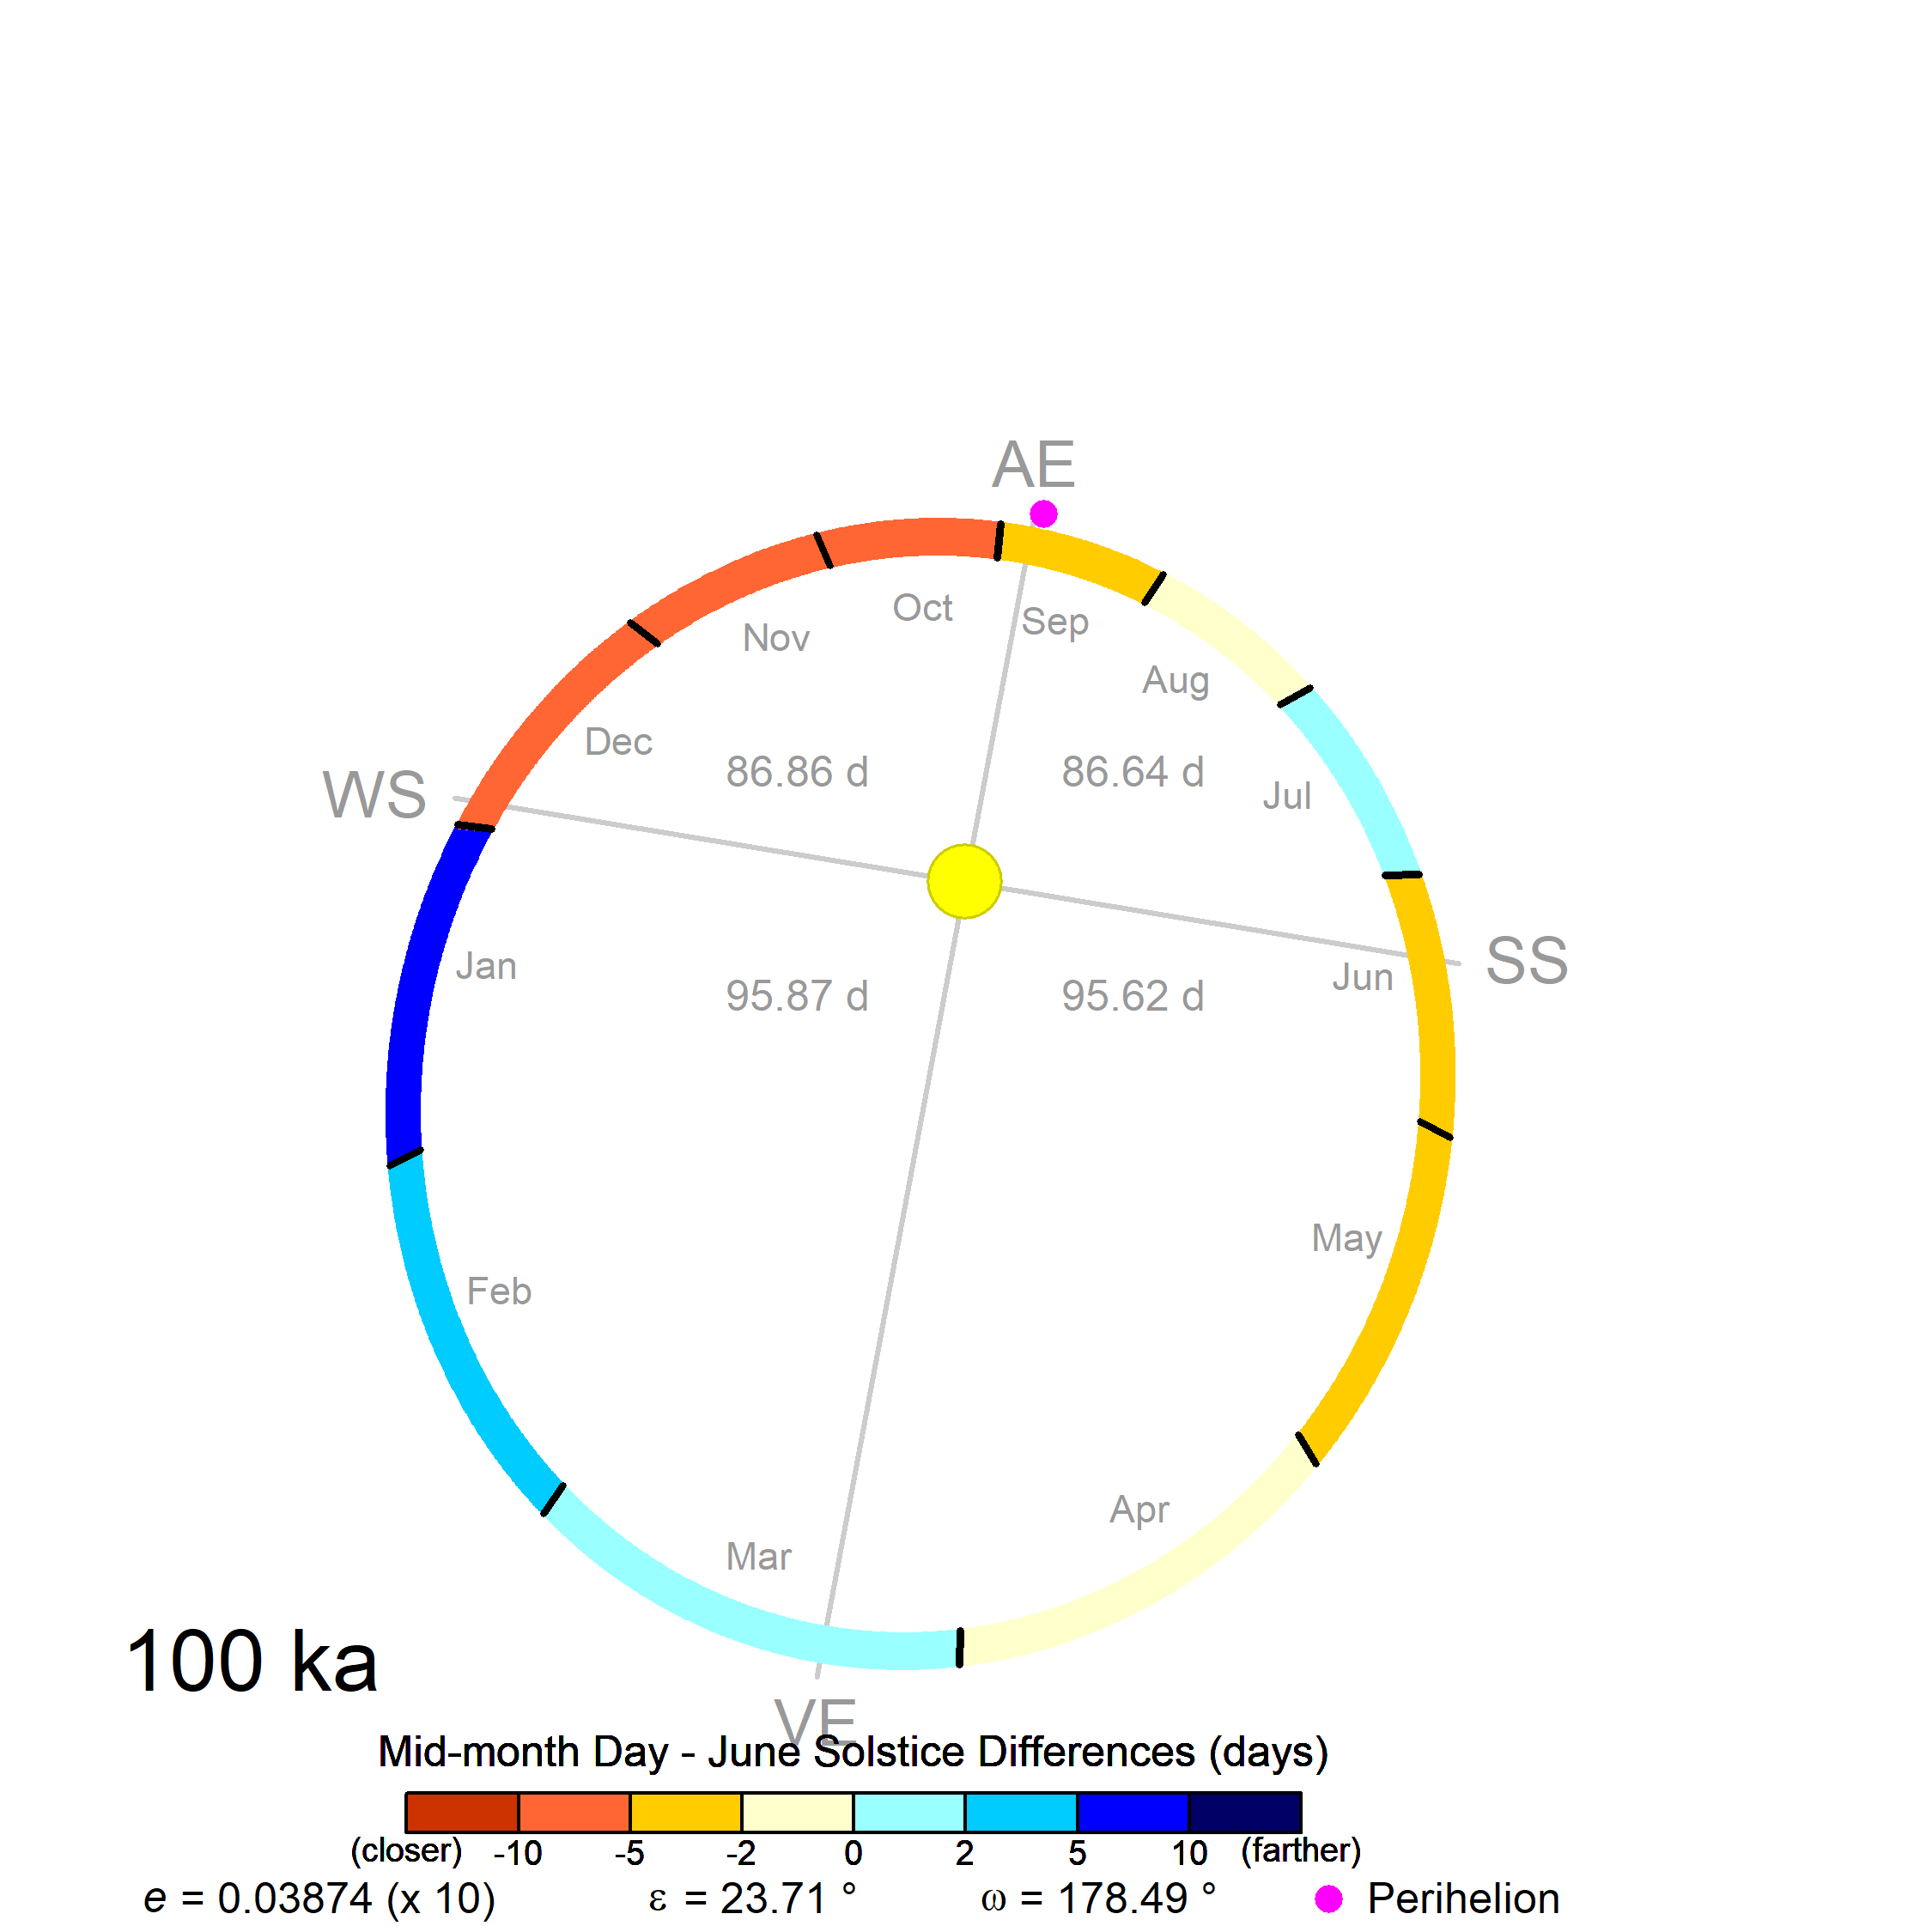 AE
Oct
Sep
Nov
Aug
Dec
86.86 d
86.64 d
WS
Jul
SS
Jan
Jun
95.87 d
95.62 d
May
Feb
Apr
Mar
100 ka
VE
Mid-month Day - June Solstice Differences (days)
(closer) -10 -5 -2 0 2 5 10 (farther)
e = 0.03874 (x 10) ε = 23.71 ° ω = 178.49 ° Perihelion